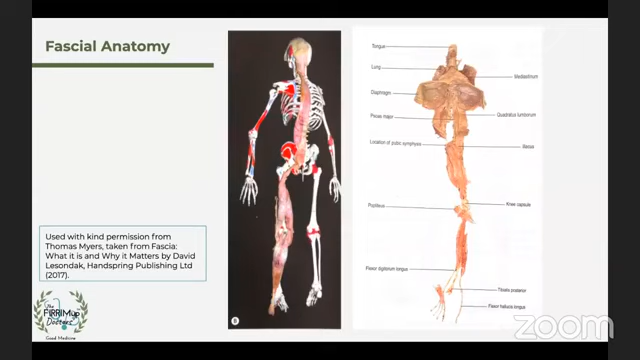 Fascial Anatomy
Tongue
Lung
Mediastinum
Diaphragm
Psoas major
Quadratus lumborum
Location of pubic symphysis
Popliteus
Knee capsule
Flexor digitorum longus
Tibialis posterior
Flexor hallucis longus
B
Used with kind permission from
Thomas Myers, taken from Fascia:
What it is and Why it Matters by David
Lesondak, Handspring Publishing Ltd
(2017).
The
FIRRIMup
Doctors
Good Medicine
zoom